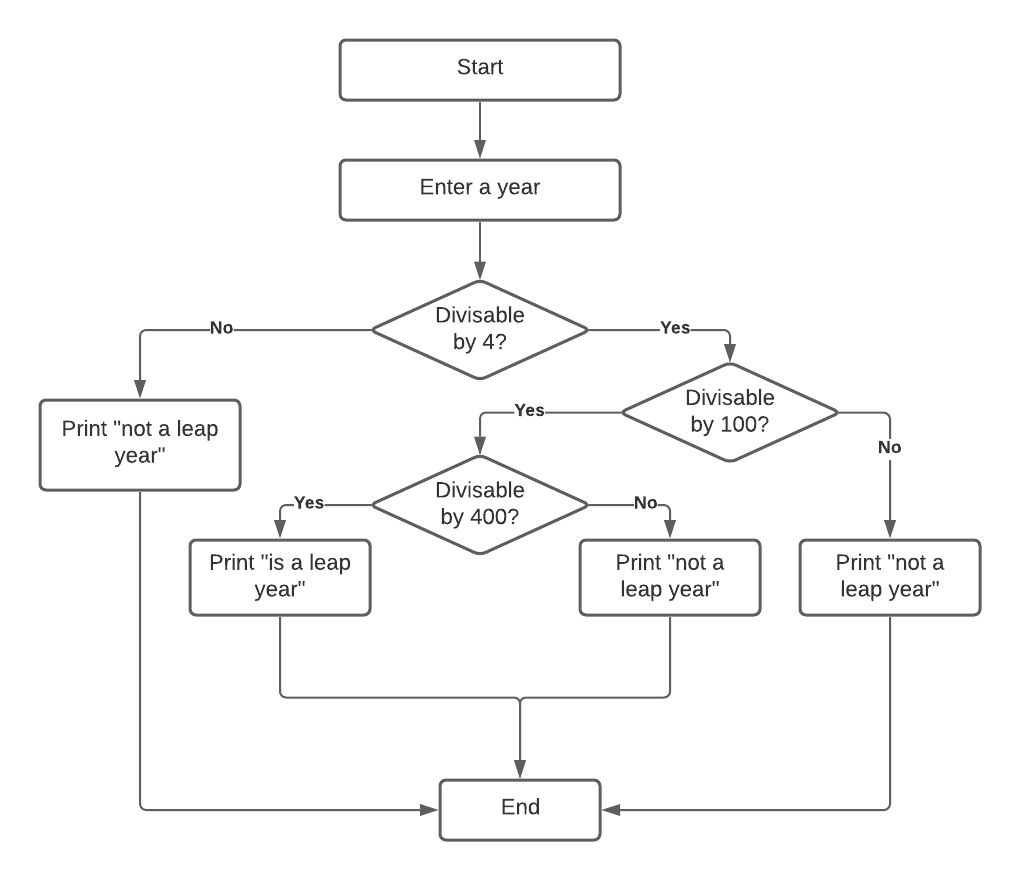 Start
Enter a year
Divisable
by 4?
No
Yes
Divisable
by 100?
Yes
No
Print "not a leap
year"
Divisable
by 400?
Yes
No
Print "is a leap
year"
Print "not a
leap year"
Print "not a
leap year"
End